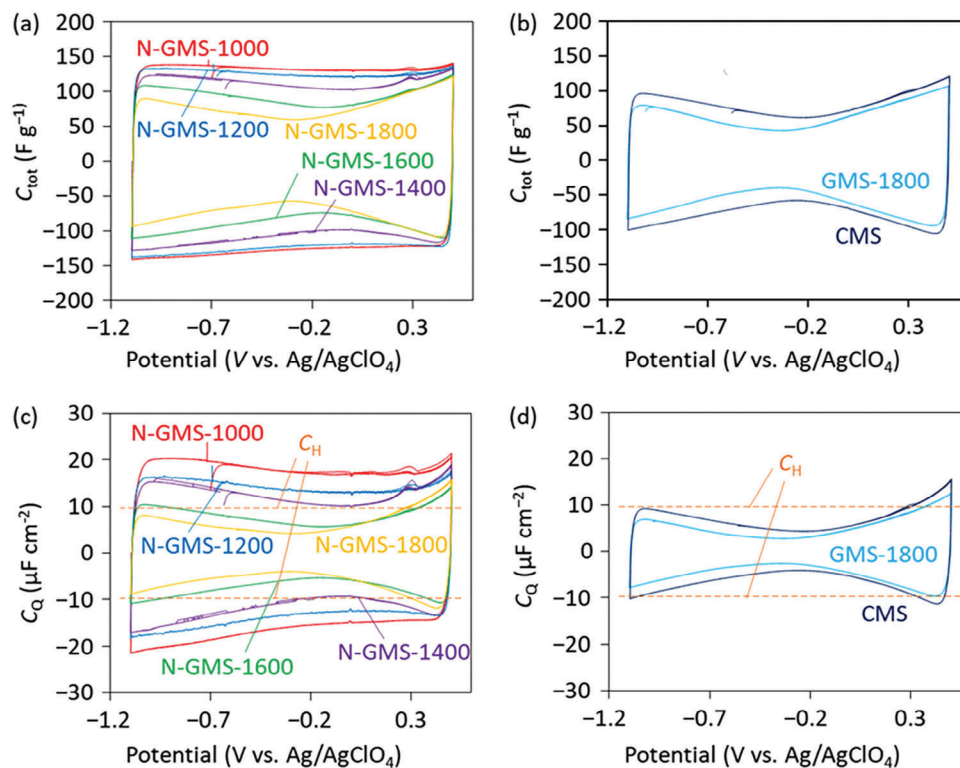 (a)
200
150
100
50
0
−50
−100
−150
−200
C_tot (F g⁻¹)
N-GMS-1000
N-GMS-1200
N-GMS-1800
N-GMS-1600
N-GMS-1400
−1.2 −0.7 −0.2 0.3
Potential (V vs. Ag/AgClO₄)
(b)
200
150
100
50
0
−50
−100
−150
−200
C_tot (F g⁻¹)
GMS-1800
CMS
−1.2 −0.7 −0.2 0.3
Potential (V vs. Ag/AgClO₄)
(c)
30
20
10
0
−10
−20
−30
C_Q (μF cm⁻²)
N-GMS-1000
C_H
N-GMS-1200
N-GMS-1800
N-GMS-1600
N-GMS-1400
−1.2 −0.7 −0.2 0.3
Potential (V vs. Ag/AgClO₄)
(d)
30
20
10
0
−10
−20
−30
C_Q (μF cm⁻²)
C_H
GMS-1800
CMS
−1.2 −0.7 −0.2 0.3
Potential (V vs. Ag/AgClO₄)